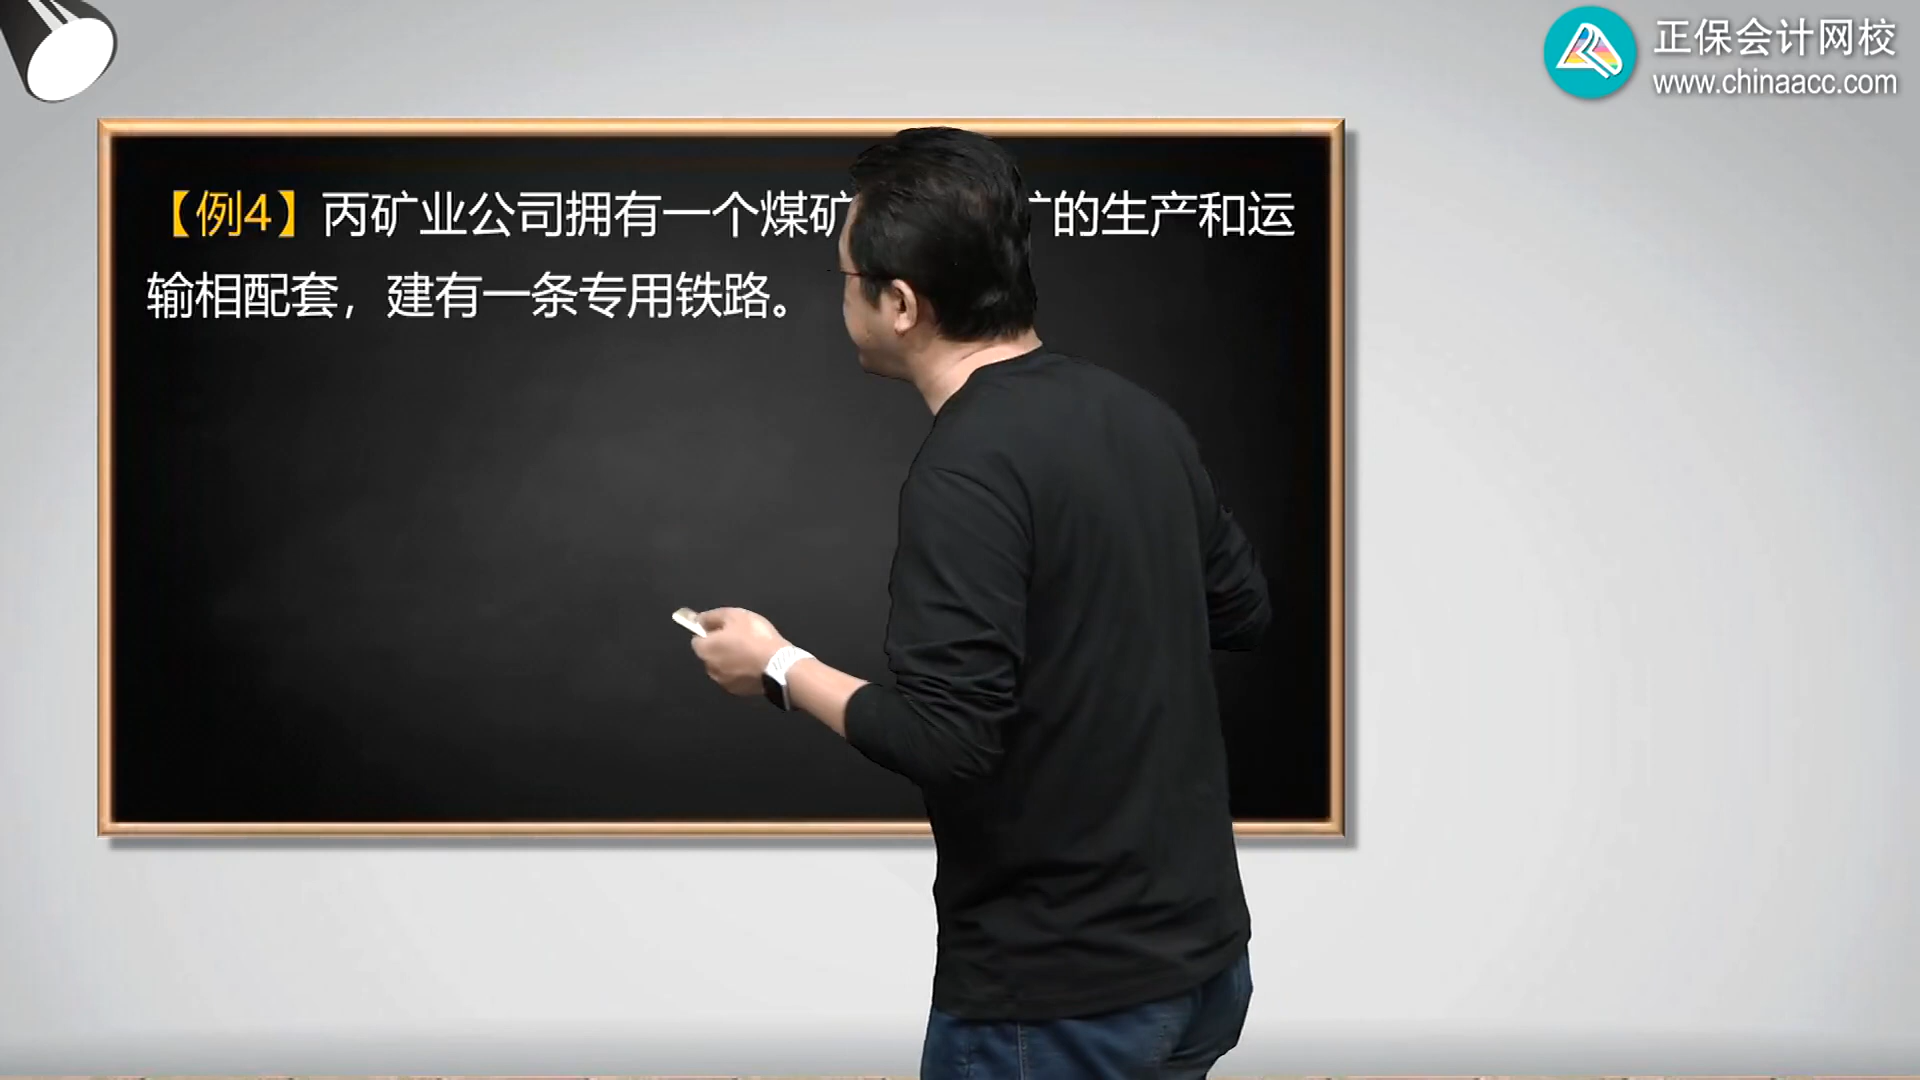 正保会计网校
www.chinaacc.com
【例4】丙矿业公司拥有一个煤矿的生产和运
输相配套，建有一条专用铁路。